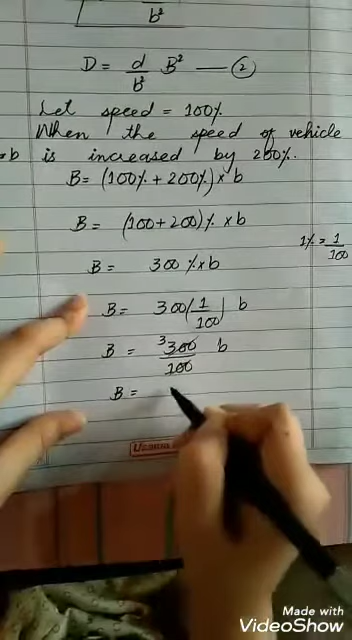 b²
D = d/b² B² — ②
Let speed = 100%
When the speed of vehicle
=b is increased by 200%.
B= (100% + 200%) × b
B= (100+200)% × b
1% = 1/100
B= 300 % × b
B= 300(1/100) b
B = ³300/100 b
B =
Made with
VideoShow